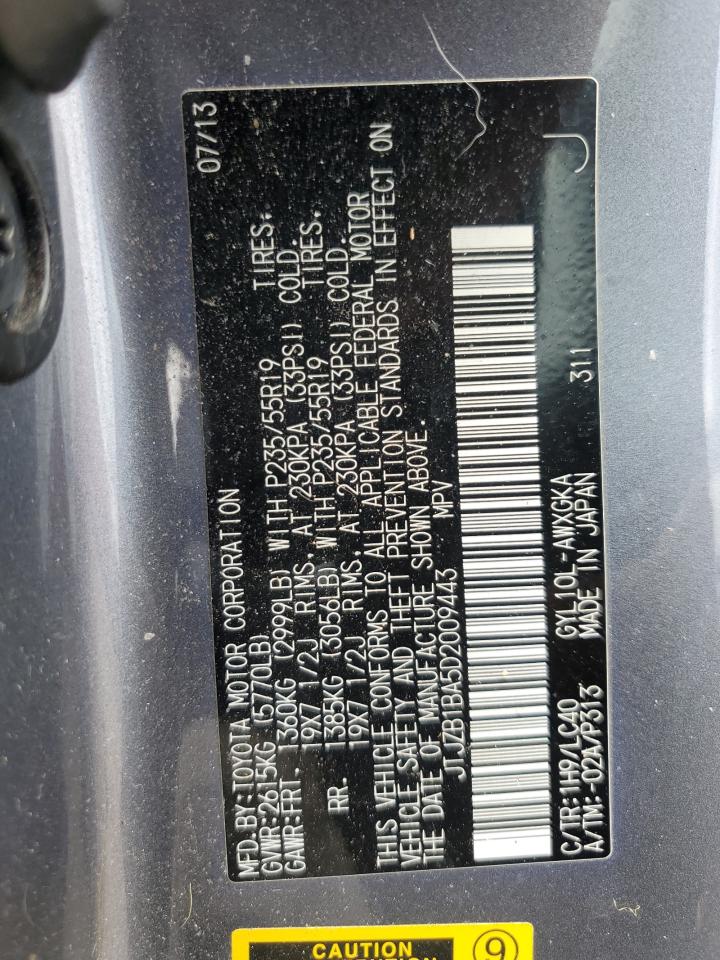 MFD.BY:TOYOTA MOTOR CORPORATION 07/13
GVWR:2615KG (5770LB)
GAWR:FRT. 1360KG (2999LB) WITH P235/55R19 TIRES.
19X7 1/2J RIMS. AT 230KPA (33PSI) COLD.
RR. 1385KG (3056LB) WITH P235/55R19 TIRES.
19X7 1/2J RIMS. AT 230KPA (33PSI) COLD.
THIS VEHICLE CONFORMS TO ALL APPLICABLE FEDERAL MOTOR
VEHICLE SAFETY AND THEFT PREVENTION STANDARDS IN EFFECT ON
THE DATE OF MANUFACTURE SHOWN ABOVE.
JTJZB1BA5D2009443 MPV
C/TR:1H9/LC40 GYL10L-AWXGKA 311
A/TM:-02A/P313 MADE IN JAPAN J
CAUTION 9